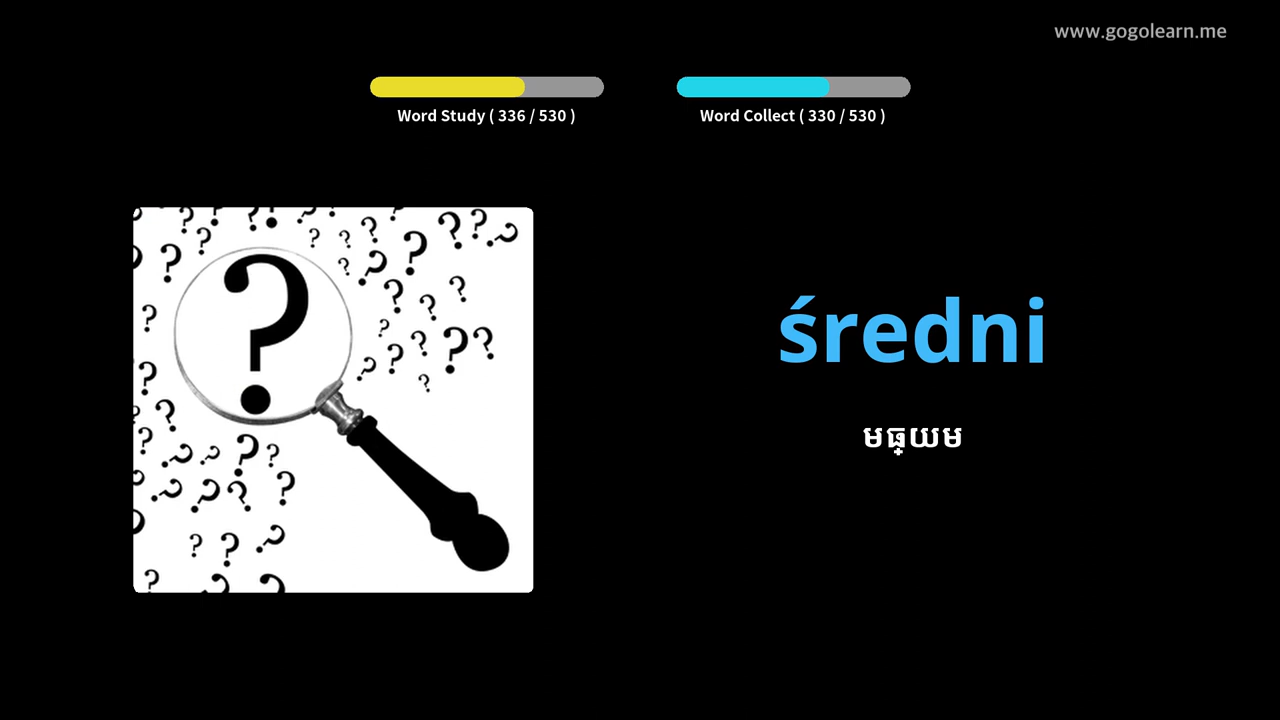 www.gogolearn.me
Word Study ( 336 / 530 )
Word Collect ( 330 / 530 )
średni
មធ្យម